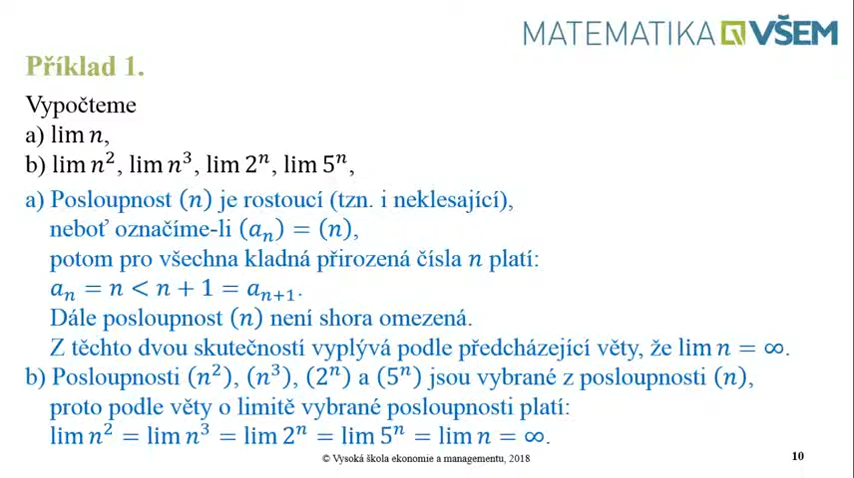 MATEMATIKA VŠEM
Příklad 1.
Vypočteme
a) lim n,
b) lim n², lim n³, lim 2ⁿ, lim 5ⁿ,
a) Posloupnost (n) je rostoucí (tzn. i neklesající),
neboť označíme-li (aₙ) = (n),
potom pro všechna kladná přirozená čísla n platí:
aₙ = n < n + 1 = aₙ₊₁.
Dále posloupnost (n) není shora omezená.
Z těchto dvou skutečností vyplývá podle předcházející věty, že lim n = ∞.
b) Posloupnosti (n²), (n³), (2ⁿ) a (5ⁿ) jsou vybrané z posloupnosti (n),
proto podle věty o limitě vybrané posloupnosti platí:
lim n² = lim n³ = lim 2ⁿ = lim 5ⁿ = lim n = ∞.
© Vysoká škola ekonomie a managementu, 2018
10